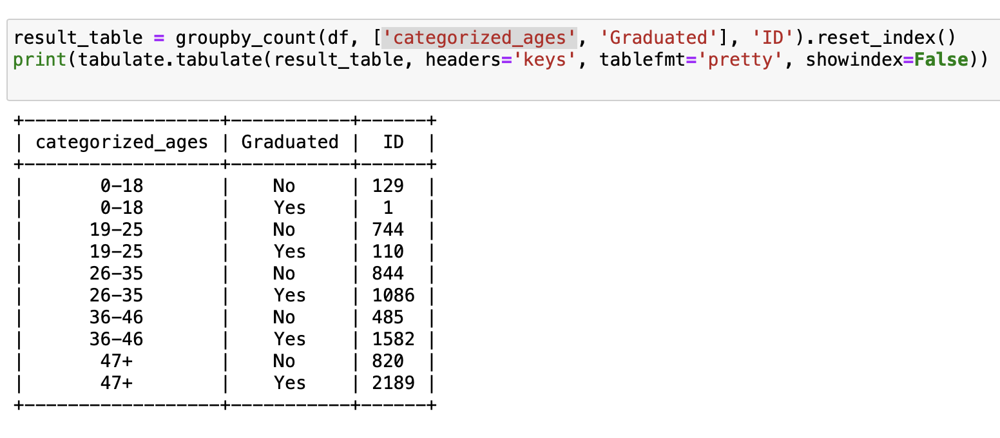 result_table = groupby_count(df, ['categorized_ages', 'Graduated'], 'ID').reset_index()
print(tabulate.tabulate(result_table, headers='keys', tablefmt='pretty', showindex=False))
+------------------+-----------+------+
| categorized_ages | Graduated |  ID  |
+------------------+-----------+------+
|       0-18       |    No     | 129  |
|       0-18       |    Yes    |  1   |
|      19-25       |    No     | 744  |
|      19-25       |    Yes    | 110  |
|      26-35       |    No     | 844  |
|      26-35       |    Yes    | 1086 |
|      36-46       |    No     | 485  |
|      36-46       |    Yes    | 1582 |
|       47+        |    No     | 820  |
|       47+        |    Yes    | 2189 |
+------------------+-----------+------+